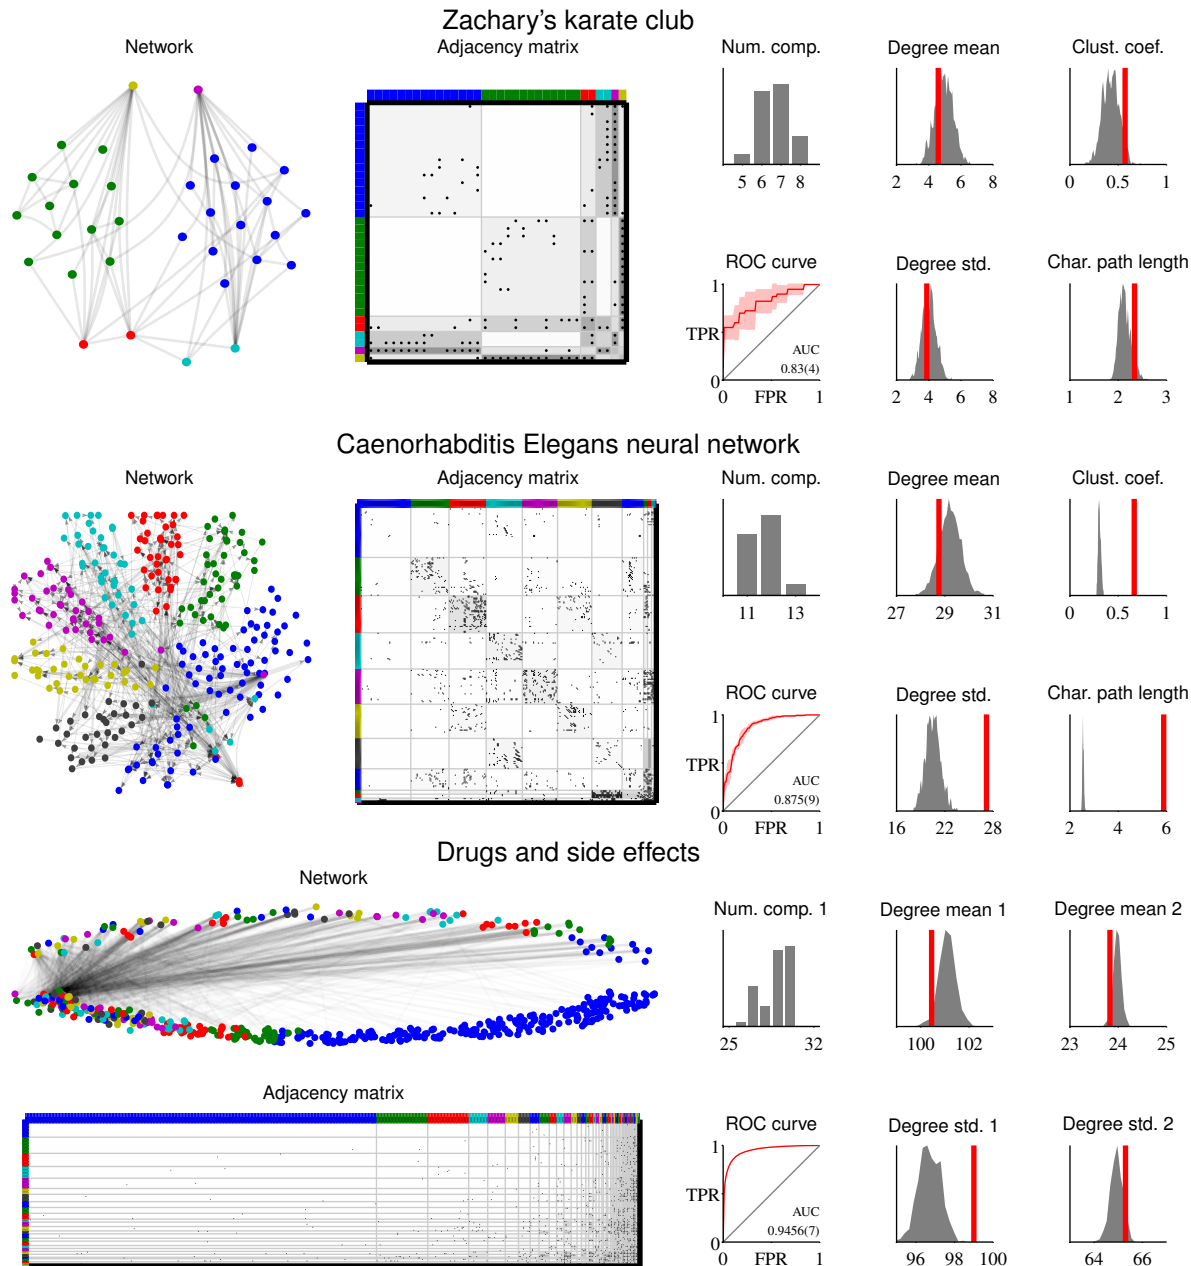 Zachary's karate club
Network
Adjacency matrix
Num. comp.
5 6 7 8
Degree mean
2 4 6 8
Clust. coef.
0 0.5 1
ROC curve
1
TPR
0
AUC
0.83(4)
0 FPR 1
Degree std.
2 4 6 8
Char. path length
1 2 3
Caenorhabditis Elegans neural network
Network
Adjacency matrix
Num. comp.
11 12 13
Degree mean
27 29 31
Clust. coef.
0 0.5 1
ROC curve
1
TPR
0
AUC
0.875(9)
0 FPR 1
Degree std.
16 22 28
Char. path length
2 4 6
Drugs and side effects
Network
Num. comp. 1
25 32
Degree mean 1
100 102
Degree mean 2
23 24 25
Adjacency matrix
ROC curve
1
TPR
0
AUC
0.9456(7)
0 FPR 1
Degree std. 1
96 98 100
Degree std. 2
64 66